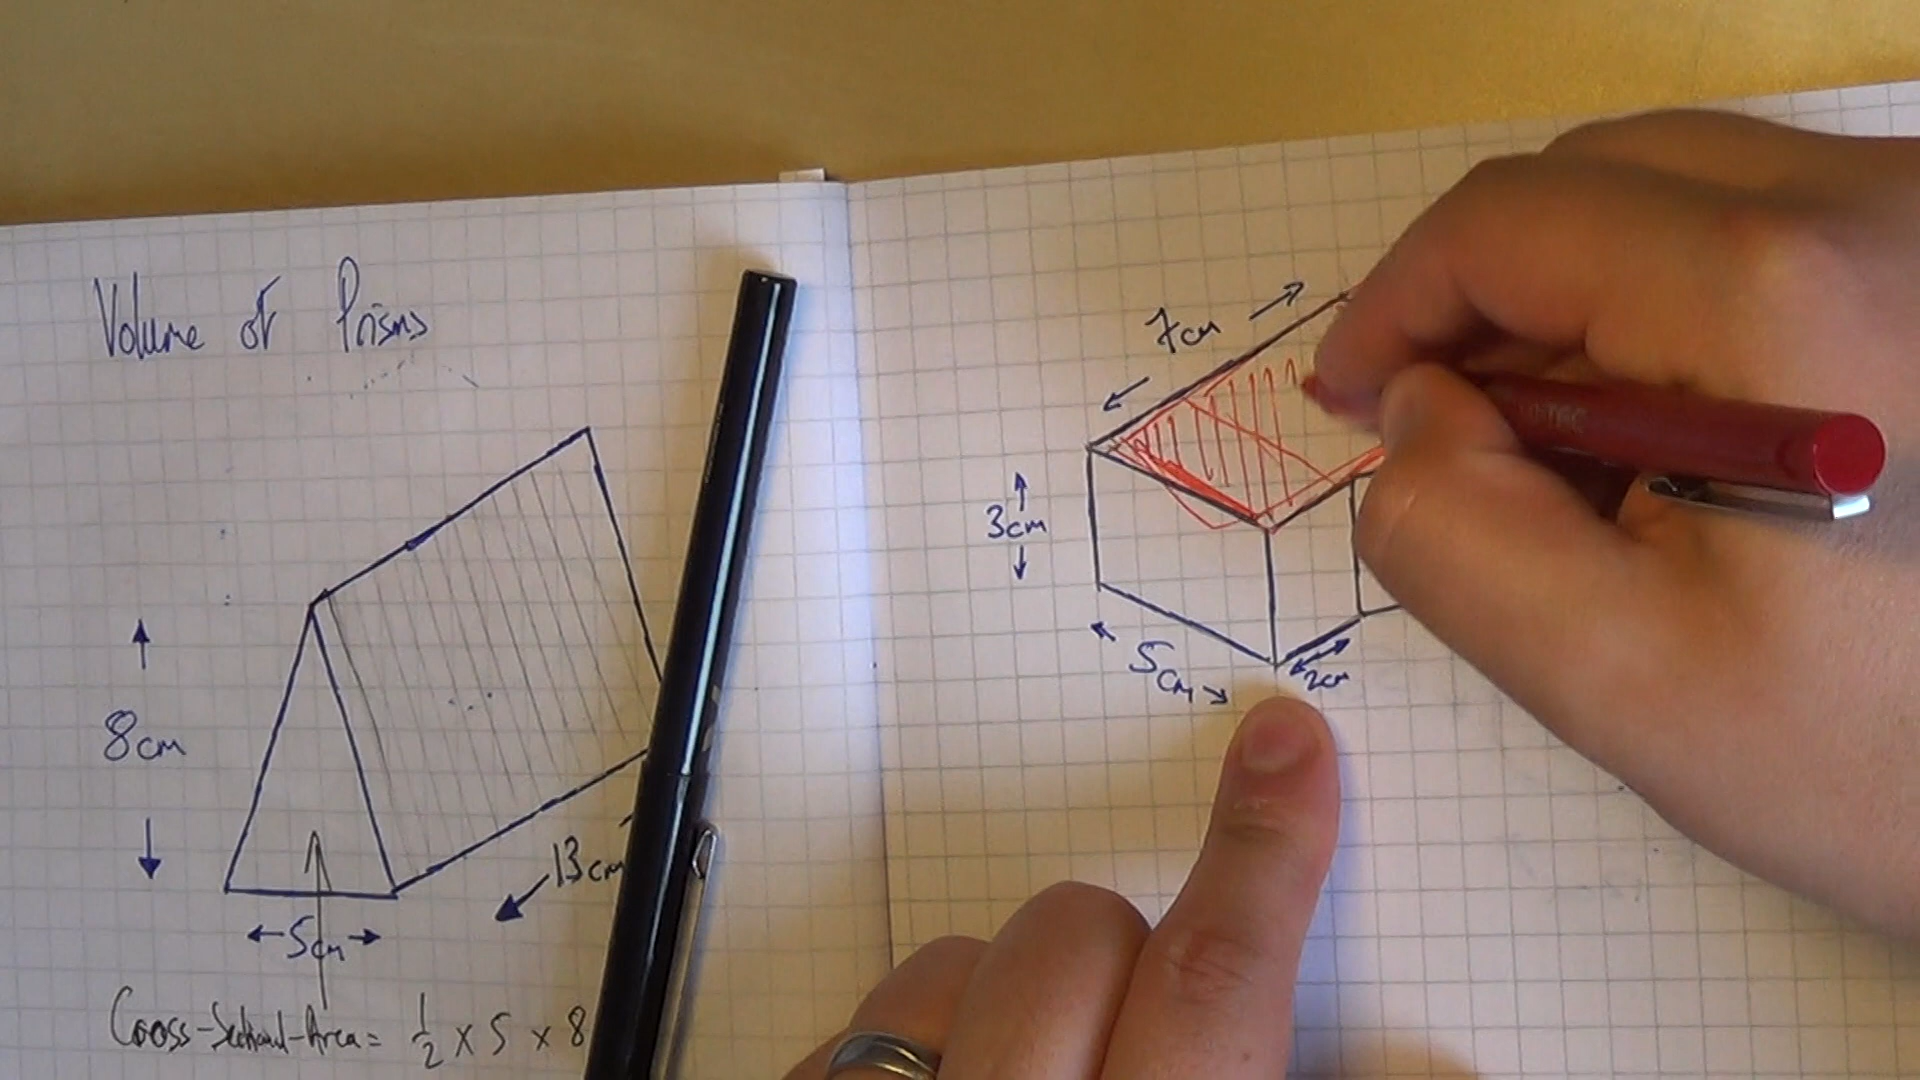 Volume of Prisms
8cm
5cm
13cm
Cross-Sectional-Area = 1/2 x 5 x 8
7cm
3cm
5cm
2cm